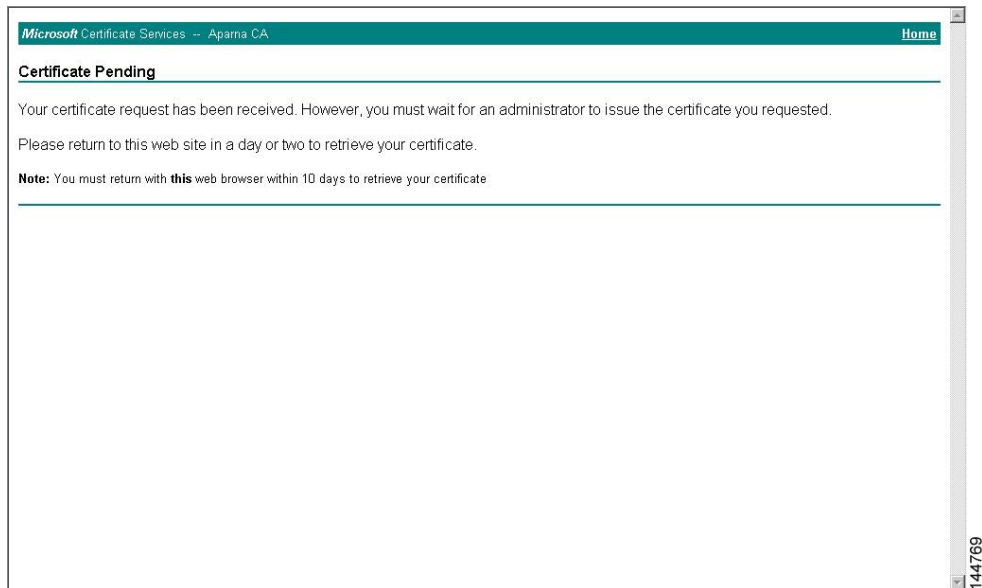 Microsoft Certificate Services -- Aparna CA
Home
Certificate Pending
Your certificate request has been received. However, you must wait for an administrator to issue the certificate you requested.
Please return to this web site in a day or two to retrieve your certificate.
Note: You must return with this web browser within 10 days to retrieve your certificate
144769